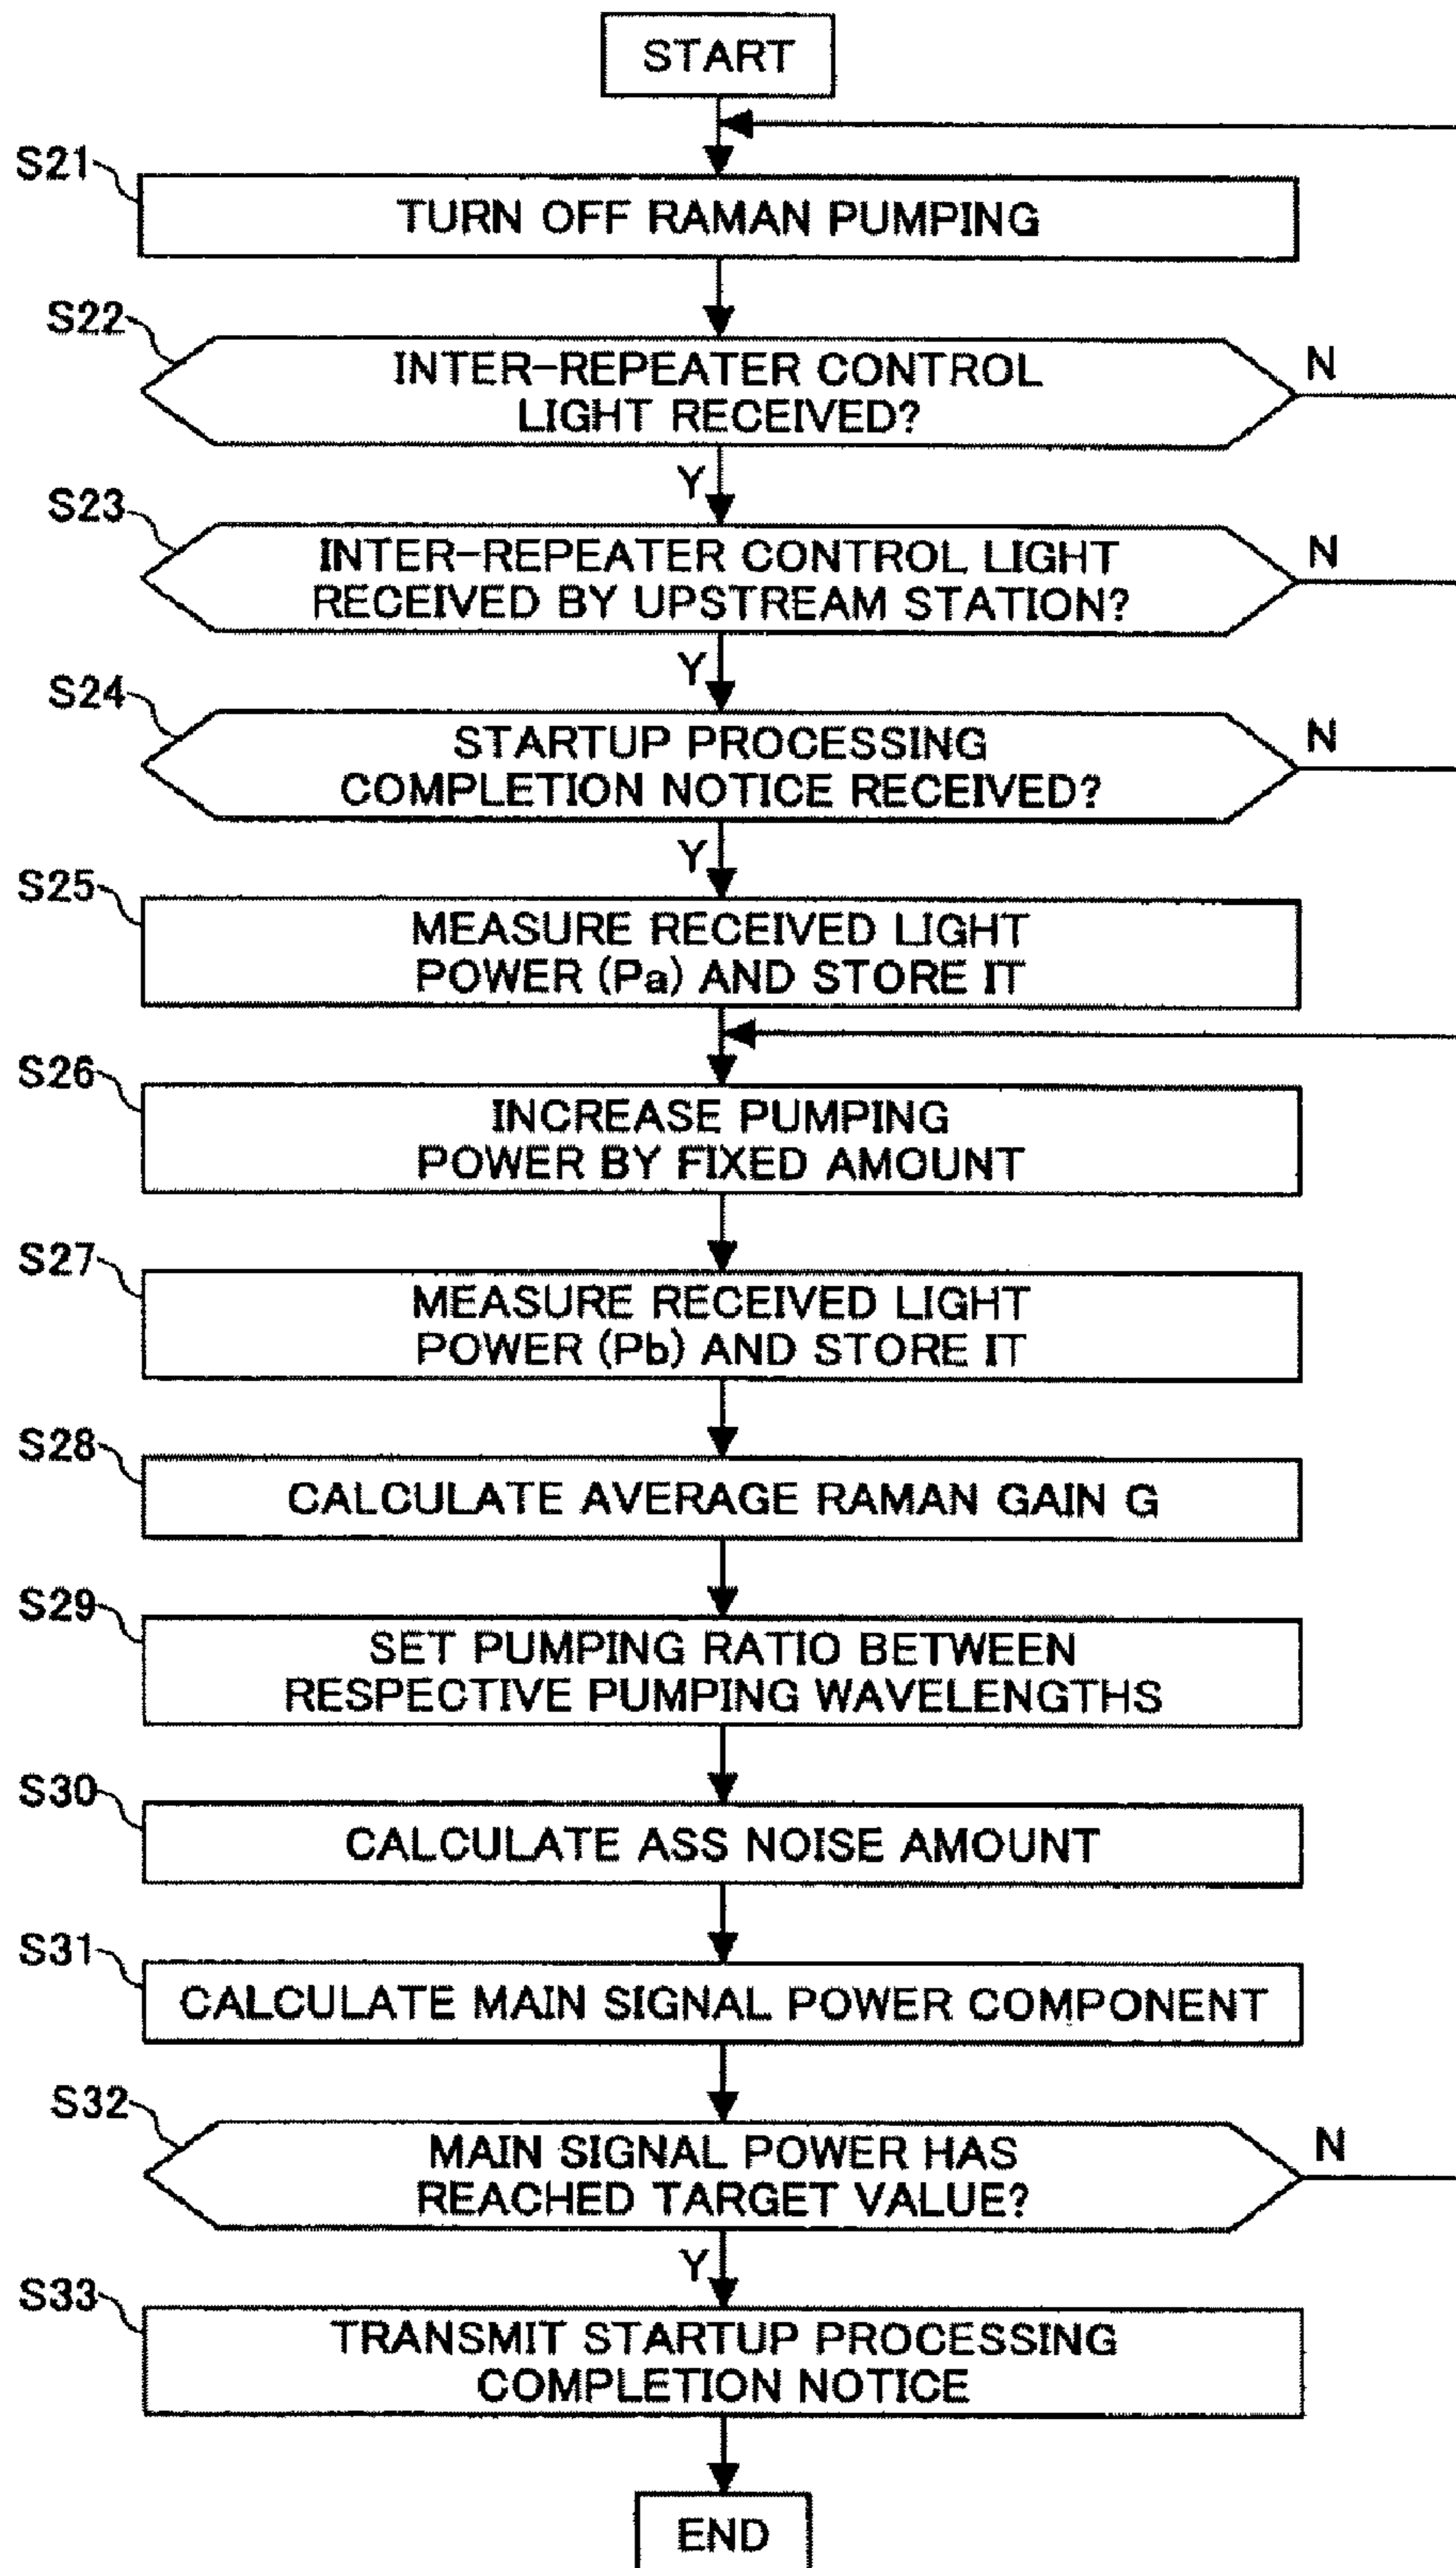 START
S21
TURN OFF RAMAN PUMPING
S22
INTER-REPEATER CONTROL
LIGHT RECEIVED?
N
Y
S23
INTER-REPEATER CONTROL LIGHT
RECEIVED BY UPSTREAM STATION?
N
Y
S24
STARTUP PROCESSING
COMPLETION NOTICE RECEIVED?
N
Y
S25
MEASURE RECEIVED LIGHT
POWER (Pa) AND STORE IT
S26
INCREASE PUMPING
POWER BY FIXED AMOUNT
S27
MEASURE RECEIVED LIGHT
POWER (Pb) AND STORE IT
S28
CALCULATE AVERAGE RAMAN GAIN G
S29
SET PUMPING RATIO BETWEEN
RESPECTIVE PUMPING WAVELENGTHS
S30
CALCULATE ASS NOISE AMOUNT
S31
CALCULATE MAIN SIGNAL POWER COMPONENT
S32
MAIN SIGNAL POWER HAS
REACHED TARGET VALUE?
N
Y
S33
TRANSMIT STARTUP PROCESSING
COMPLETION NOTICE
END